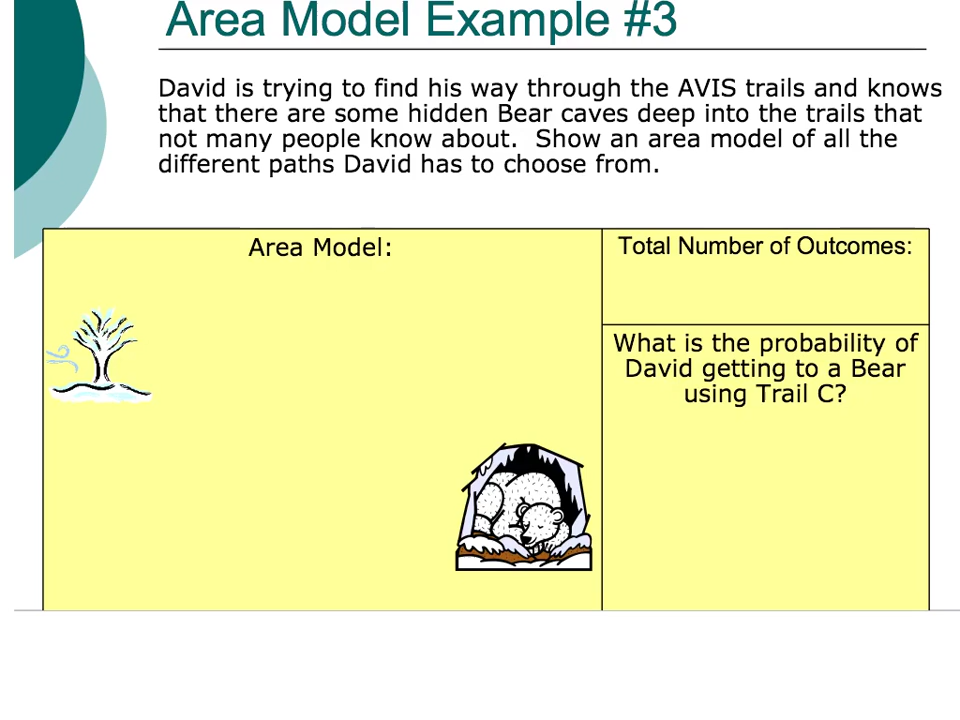 Area Model Example #3
David is trying to find his way through the AVIS trails and knows
that there are some hidden Bear caves deep into the trails that
not many people know about.  Show an area model of all the
different paths David has to choose from.
Area Model:
Total Number of Outcomes:
What is the probability of
David getting to a Bear
using Trail C?